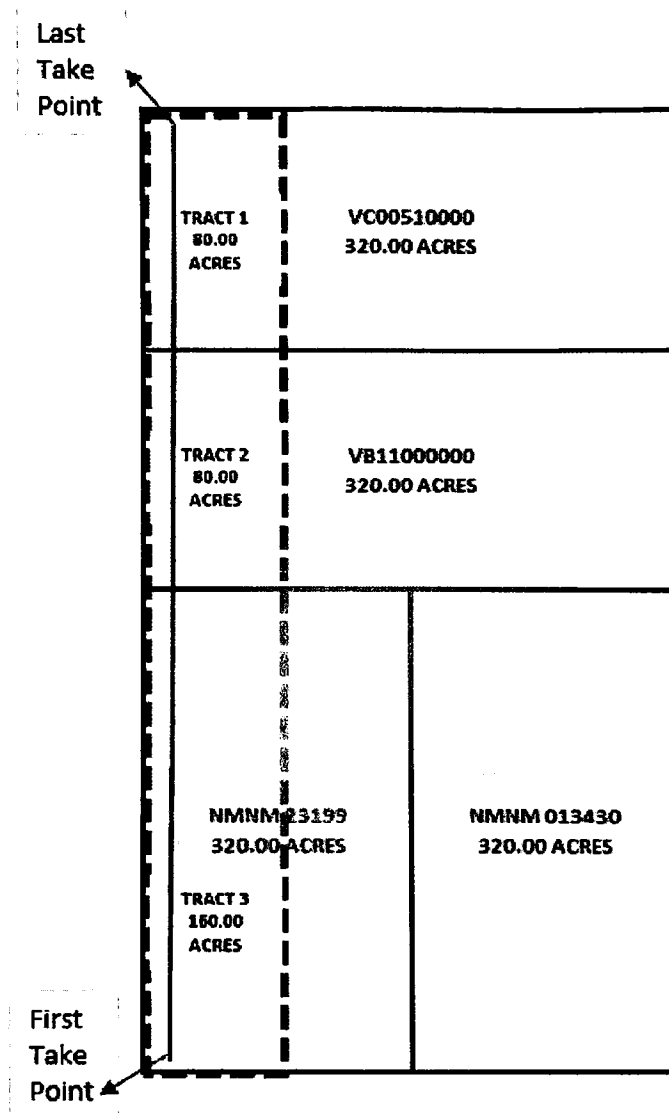 Last
Take
Point
TRACT 1
80.00
ACRES
VC00510000
320.00 ACRES
TRACT 2
80.00
ACRES
VB11000000
320.00 ACRES
NMNM 23199
320.00 ACRES
NMNM 013430
320.00 ACRES
TRACT 3
160.00
ACRES
First
Take
Point